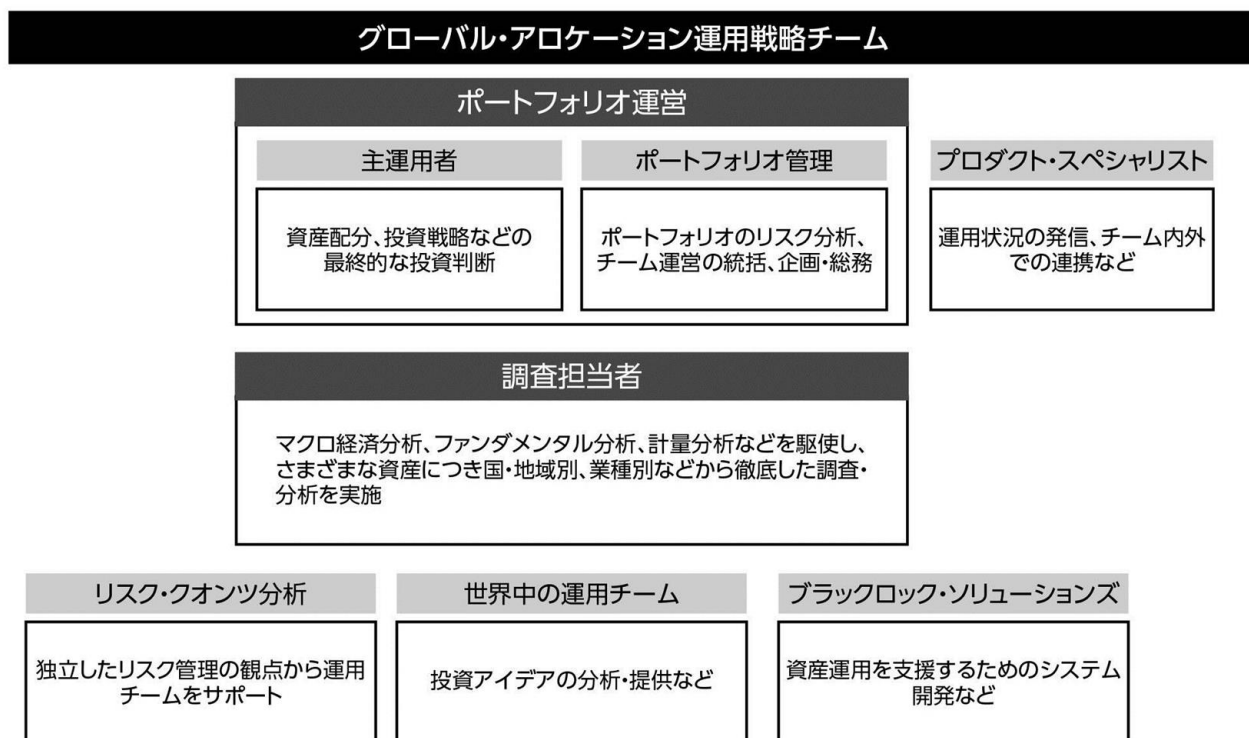 グローバル・アロケーション運用戦略チーム
ポートフォリオ運営
主運用者
資産配分、投資戦略などの
最終的な投資判断
ポートフォリオ管理
ポートフォリオのリスク分析、
チーム運営の統括、企画・総務
プロダクト・スペシャリスト
運用状況の発信、チーム内外
での連携など
調査担当者
マクロ経済分析、ファンダメンタル分析、計量分析などを駆使し、
さまざまな資産につき国・地域別、業種別などから徹底した調査・
分析を実施
リスク・クオンツ分析
独立したリスク管理の観点から運用
チームをサポート
世界中の運用チーム
投資アイデアの分析・提供など
ブラックロック・ソリューションズ
資産運用を支援するためのシステム
開発など